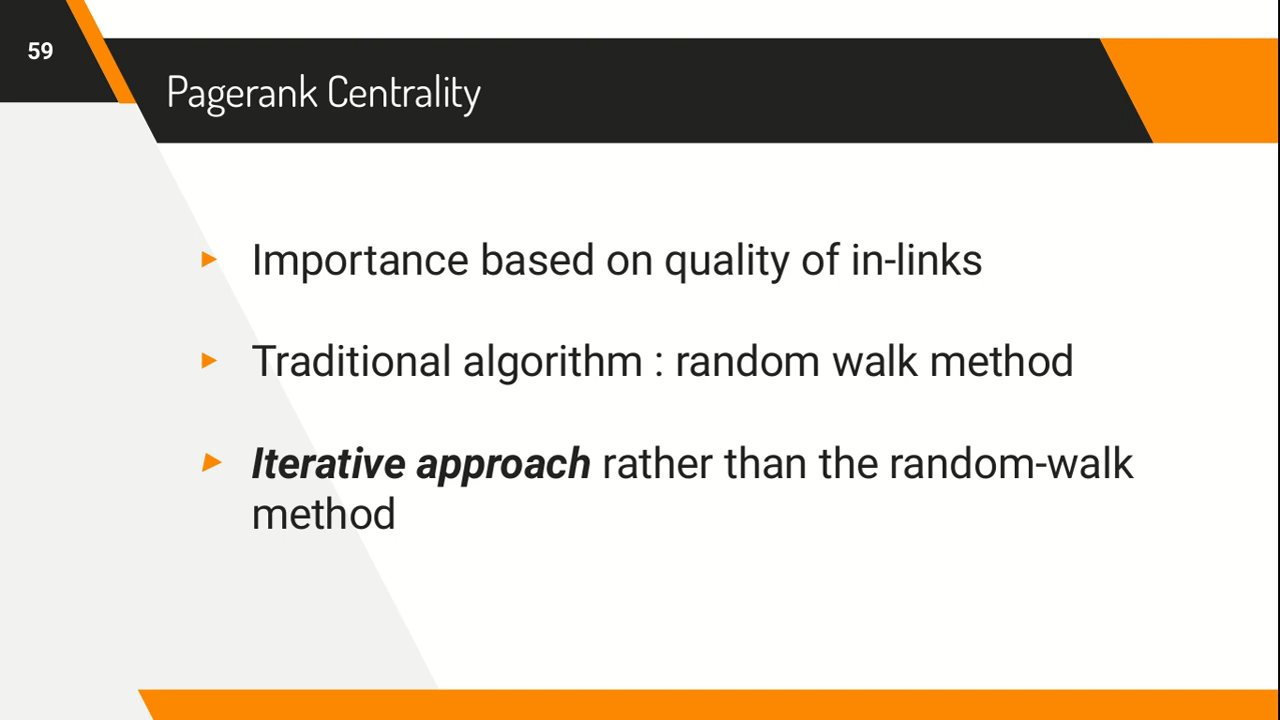 59
Pagerank Centrality
Importance based on quality of in-links
Traditional algorithm : random walk method
Iterative approach rather than the random-walk
method